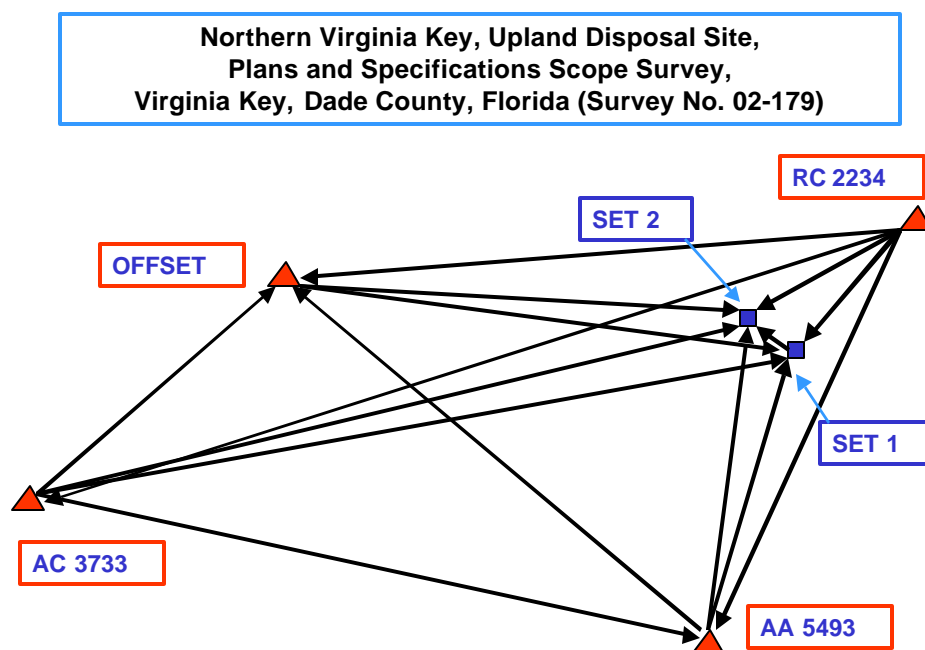 Northern Virginia Key, Upland Disposal Site,
Plans and Specifications Scope Survey,
Virginia Key, Dade County, Florida (Survey No. 02-179)
RC 2234
SET 2
OFFSET
SET 1
AC 3733
AA 5493